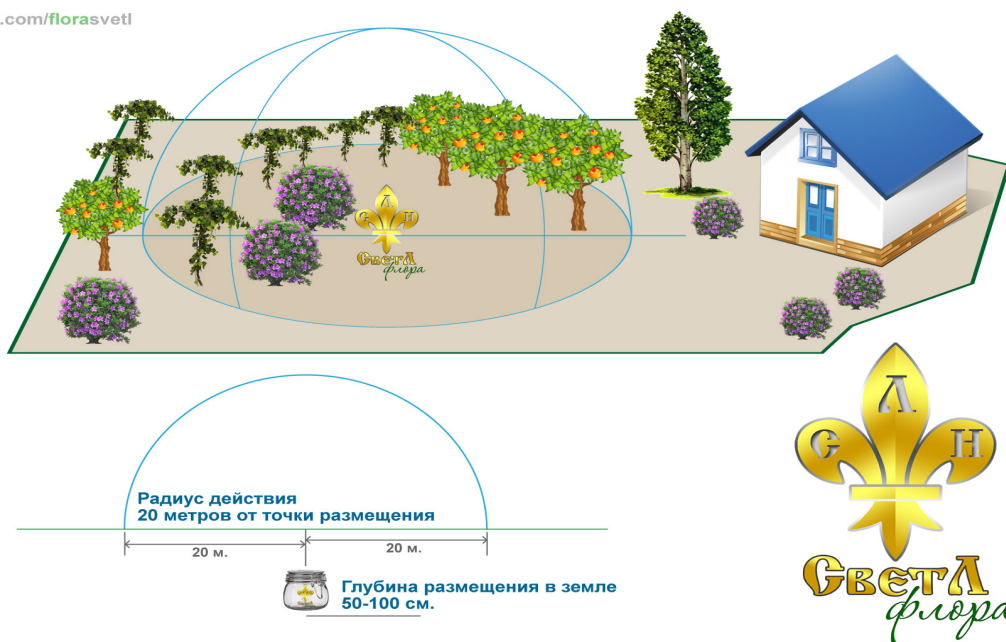 .com/florasvetl
С Л Н
СветЛ
флора
Радиус действия
20 метров от точки размещения
20 м.
20 м.
Глубина размещения в земле
50-100 см.
С Л Н
СветЛ
флора